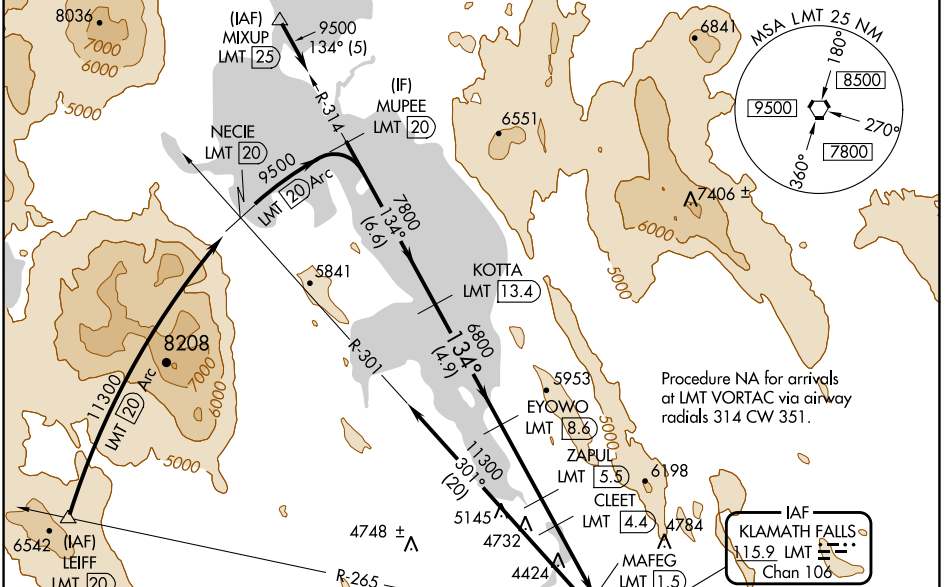 8036
7000
6000
5000
(IAF)
MIXUP
LMT 25
9500
134° (5)
R-314
(IF)
MUPEE
LMT 20
NECIE
LMT 20
9500
LMT 20 Arc
7800
134°
(6.6)
6551
6841
7406 ±
6000
5000
MSA LMT 25 NM
180°
8500
9500
270°
7800
360°
5841
KOTTA
LMT 13.4
8208
7000
6000
5000
11300
LMT 20 Arc
R-301
6800
134°
(4.9)
5953
5000
EYOWO
LMT 8.6
Procedure NA for arrivals
at LMT VORTAC via airway
radials 314 CW 351.
11300
301°
(20)
ZAPUL
LMT 5.5
6198
CLEET
LMT 4.4
4784
5145
4732
4748 ±
4424
MAFEG
LMT 1.5
6542
(IAF)
LEIFF
LMT 20
R-265
IAF
KLAMATH FALLS
115.9 LMT
Chan 106